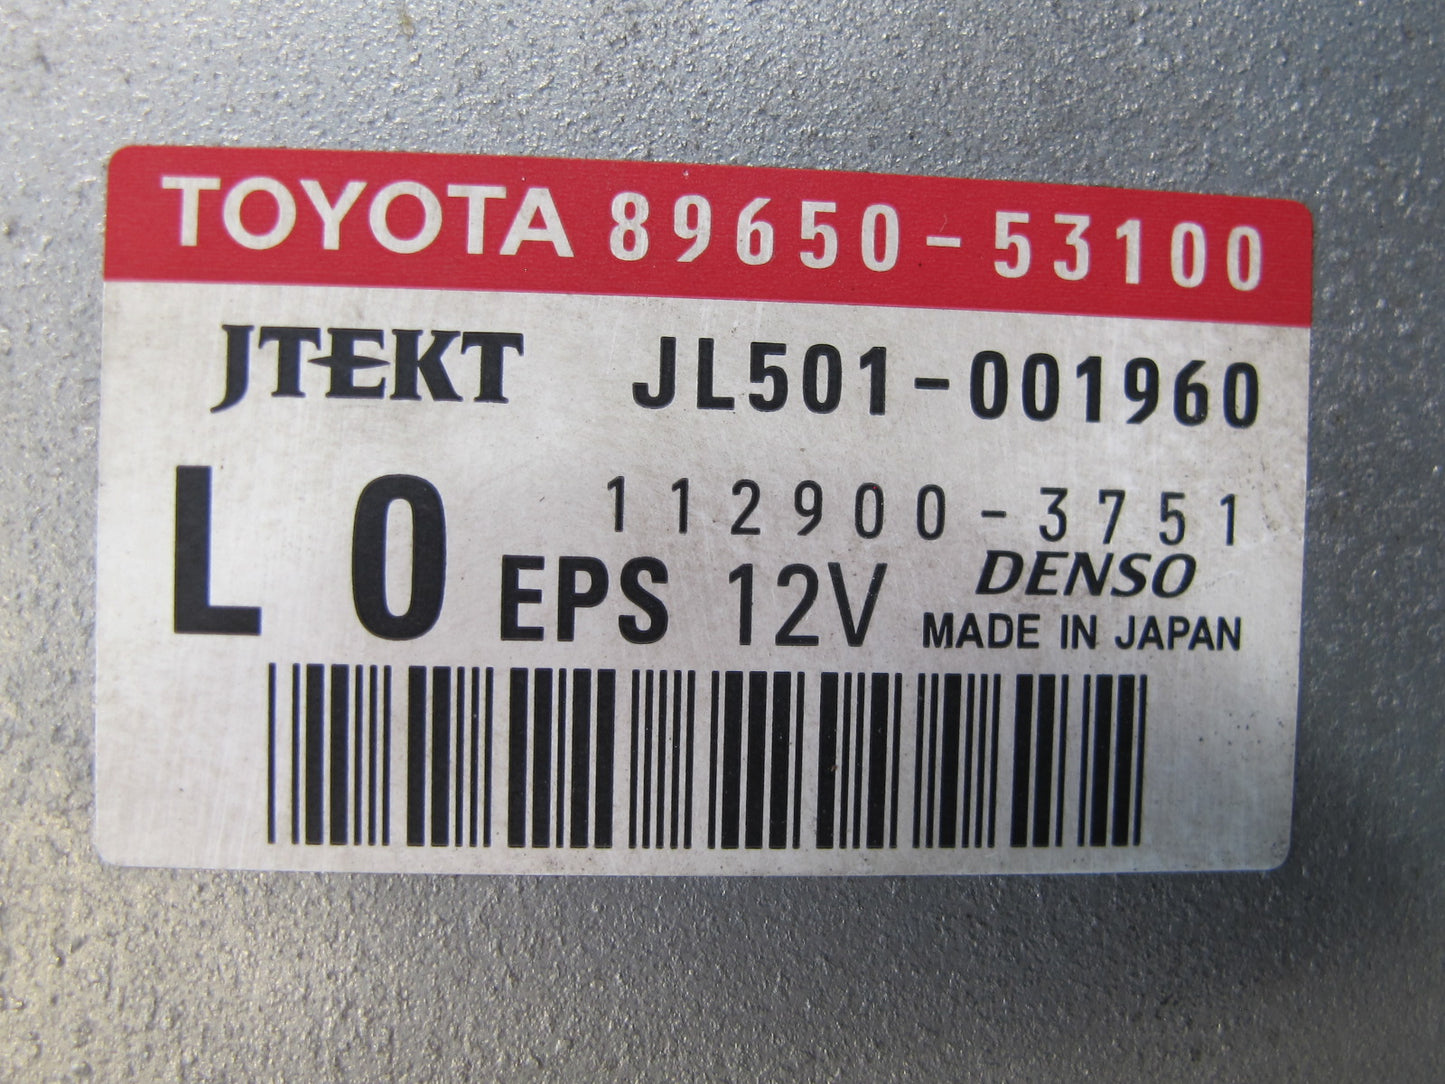 TOYOTA 89650-53100
JTEKT JL501-001960
L 0 EPS 12V 112900-3751
DENSO
MADE IN JAPAN